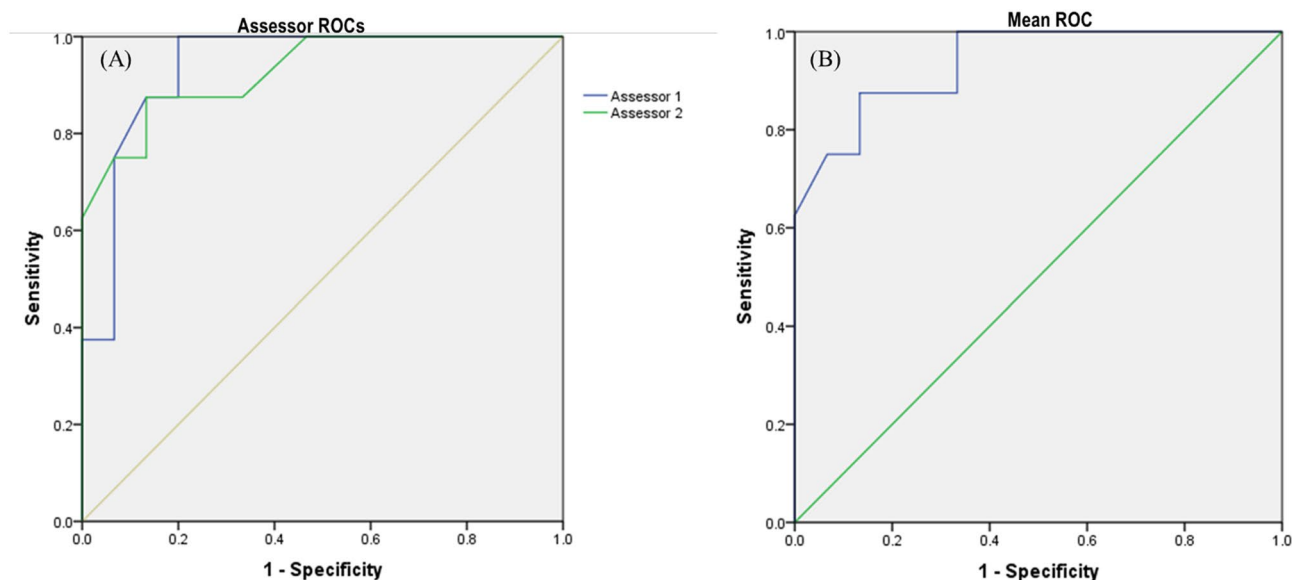 Assessor ROCs
(A)
1.0
0.8
0.6
0.4
0.2
0.0
Sensitivity
0.0 0.2 0.4 0.6 0.8 1.0
1 - Specificity
Assessor 1
Assessor 2
Mean ROC
(B)
1.0
0.8
0.6
0.4
0.2
0.0
Sensitivity
0.0 0.2 0.4 0.6 0.8 1.0
1 - Specificity